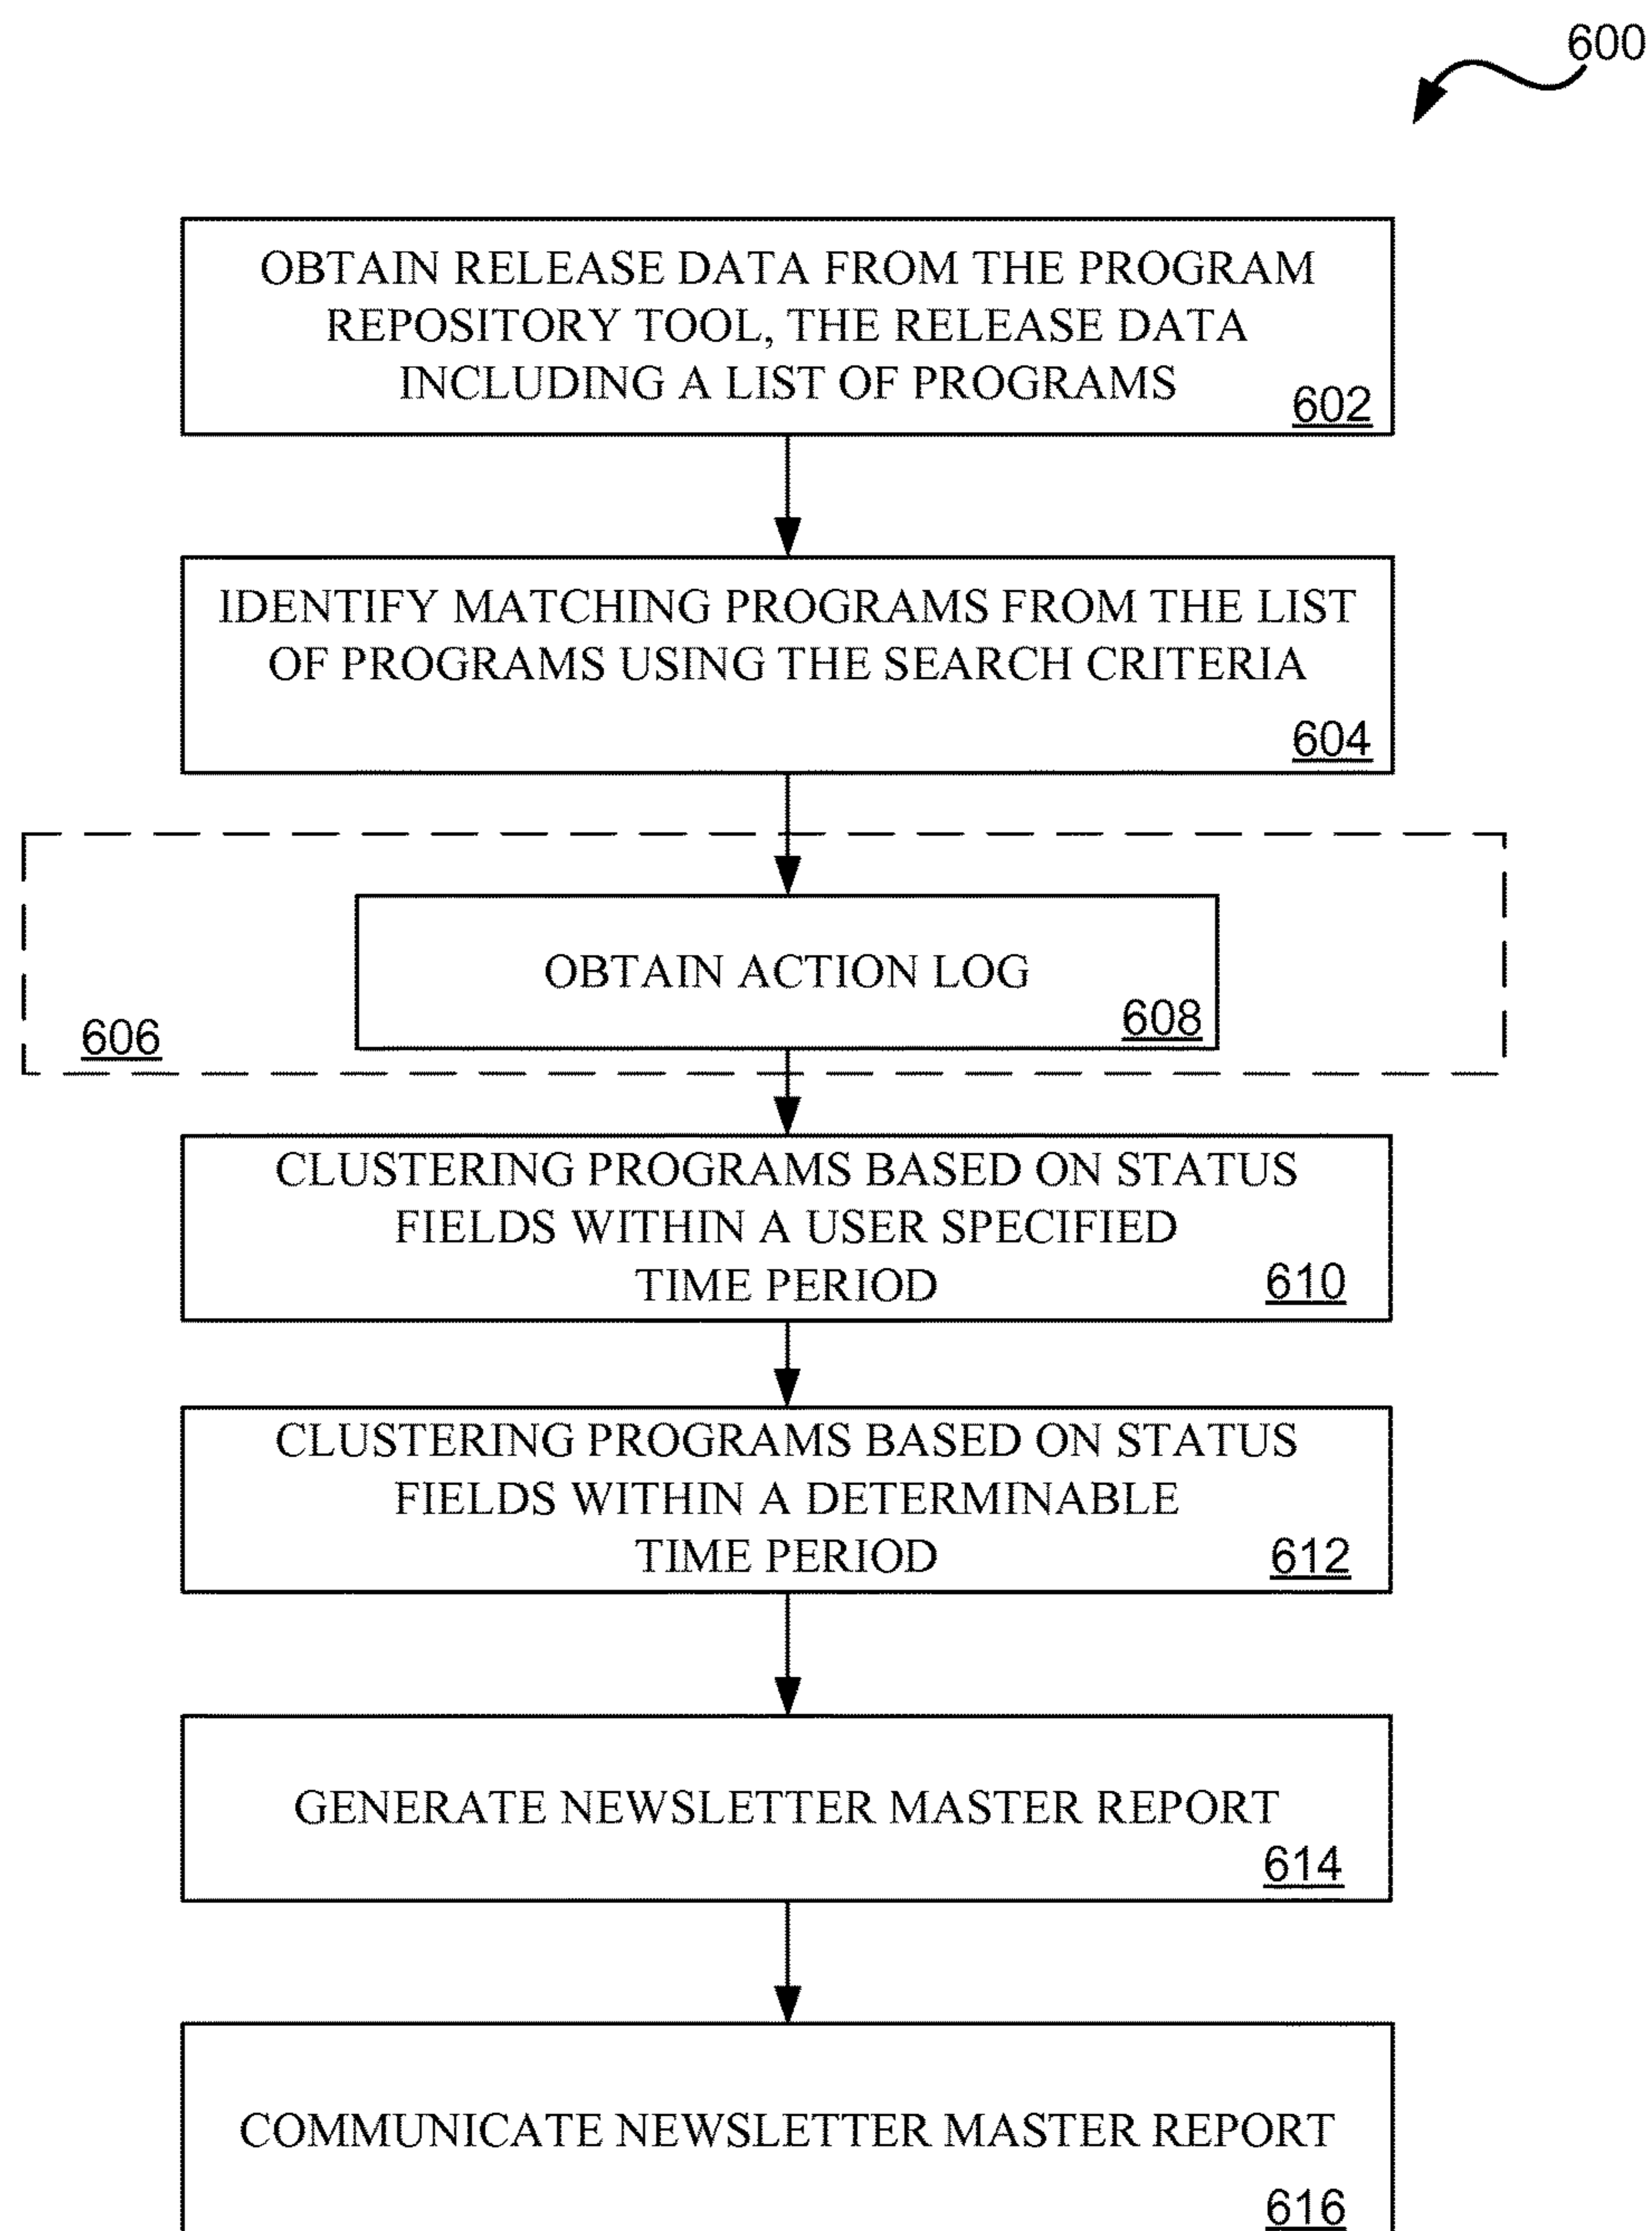 600
OBTAIN RELEASE DATA FROM THE PROGRAM
REPOSITORY TOOL, THE RELEASE DATA
INCLUDING A LIST OF PROGRAMS
602
IDENTIFY MATCHING PROGRAMS FROM THE LIST
OF PROGRAMS USING THE SEARCH CRITERIA
604
OBTAIN ACTION LOG
608
606
CLUSTERING PROGRAMS BASED ON STATUS
FIELDS WITHIN A USER SPECIFIED
TIME PERIOD
610
CLUSTERING PROGRAMS BASED ON STATUS
FIELDS WITHIN A DETERMINABLE
TIME PERIOD
612
GENERATE NEWSLETTER MASTER REPORT
614
COMMUNICATE NEWSLETTER MASTER REPORT
616